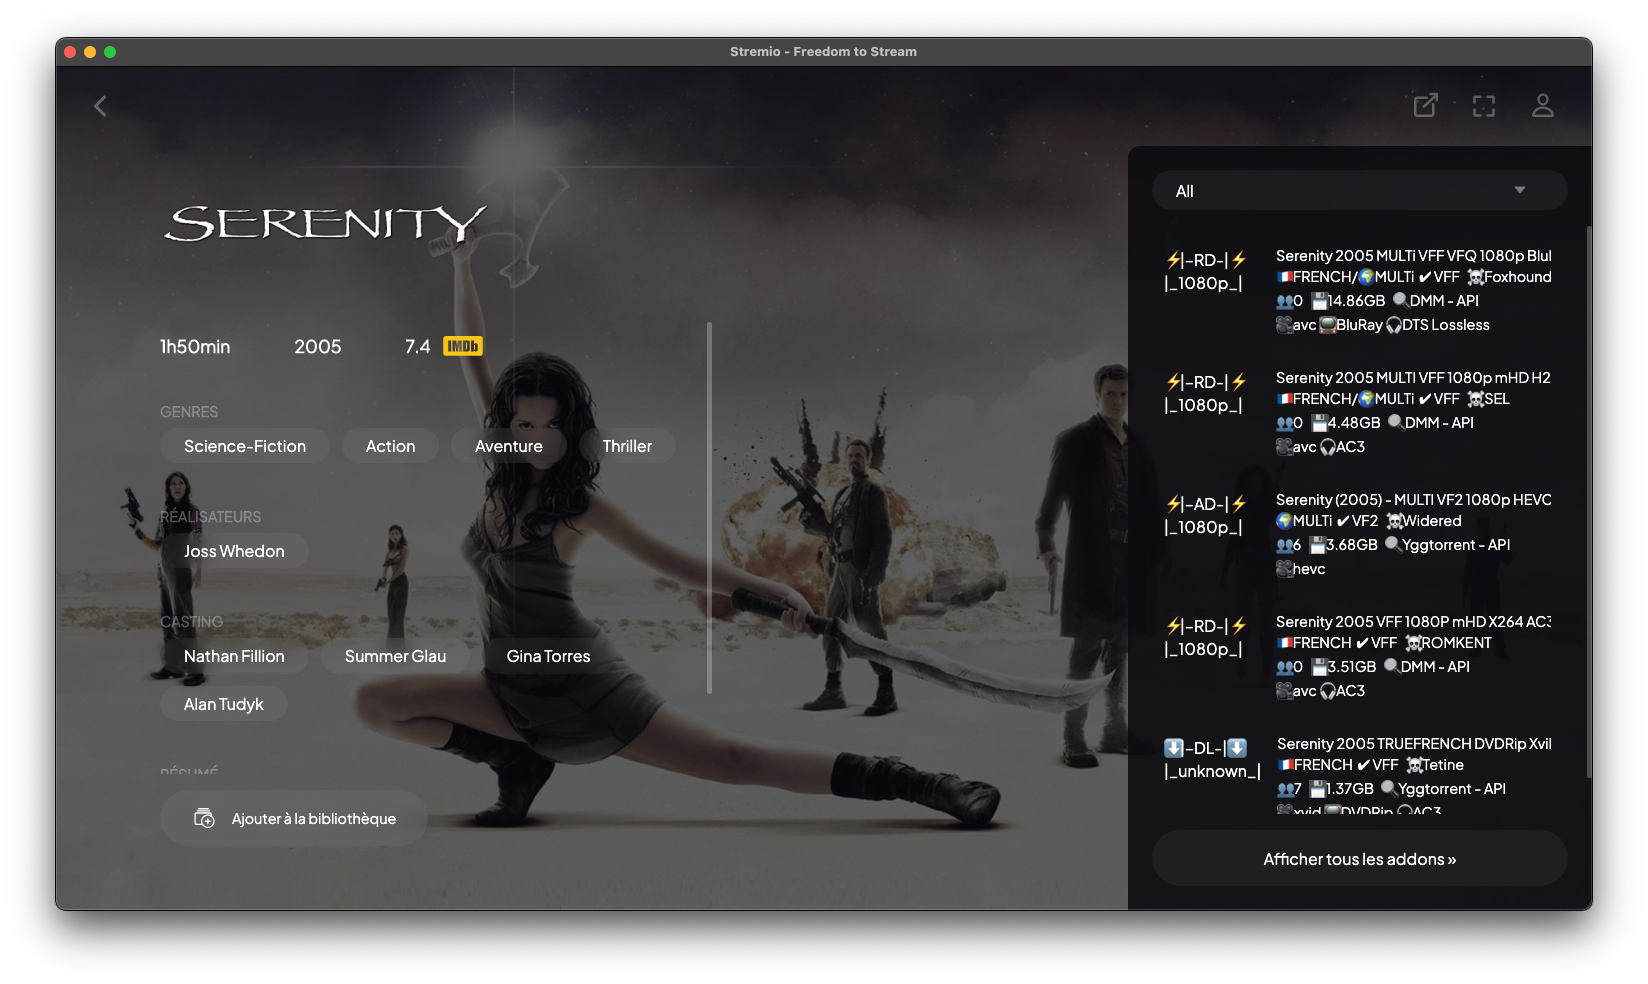 Stremio - Freedom to Stream
SERENITY
1h50min 2005 7.4 IMDb
GENRES
Science-Fiction Action Aventure Thriller
RÉALISATEURS
Joss Whedon
CASTING
Nathan Fillion Summer Glau Gina Torres
Alan Tudyk
RÉSUMÉ
Ajouter à la bibliothèque
All
⚡|-RD-|⚡
|_1080p_|
Serenity 2005 MULTi VFF VFQ 1080p Blu
🇫🇷FRENCH/🌍MULTi ✔VFF ☠Foxhound
👥0 💾14.86GB 🔍DMM - API
🎥avc 📺BluRay 🎧DTS Lossless
⚡|-RD-|⚡
|_1080p_|
Serenity 2005 MULTI VFF 1080p mHD H2
🇫🇷FRENCH/🌍MULTi ✔VFF ☠SEL
👥0 💾4.48GB 🔍DMM - API
🎥avc 🎧AC3
⚡|-AD-|⚡
|_1080p_|
Serenity (2005) - MULTI VF2 1080p HEVC
🌍MULTi ✔VF2 ☠Widered
👥6 💾3.68GB 🔍Yggtorrent - API
🎥hevc
⚡|-RD-|⚡
|_1080p_|
Serenity 2005 VFF 1080P mHD X264 AC3
🇫🇷FRENCH ✔VFF ☠ROMKENT
👥0 💾3.51GB 🔍DMM - API
🎥avc 🎧AC3
⬇|-DL-|⬇
|_unknown_|
Serenity 2005 TRUEFRENCH DVDRip Xvi
🇫🇷FRENCH ✔VFF ☠Tetine
👥7 💾1.37GB 🔍Yggtorrent - API
🎥xvid 📺DVDRip 🎧AC3
Afficher tous les addons »